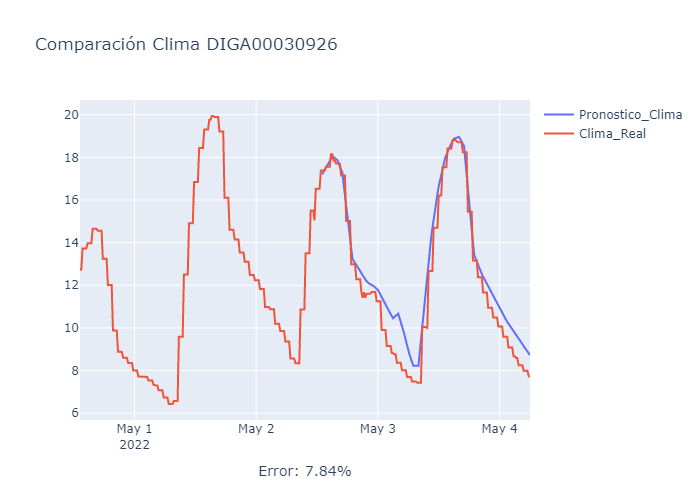 Comparación Clima DIGA00030926
Pronostico_Clima
Clima_Real
20
18
16
14
12
10
8
6
May 1
2022
May 2
May 3
May 4
Error: 7.84%